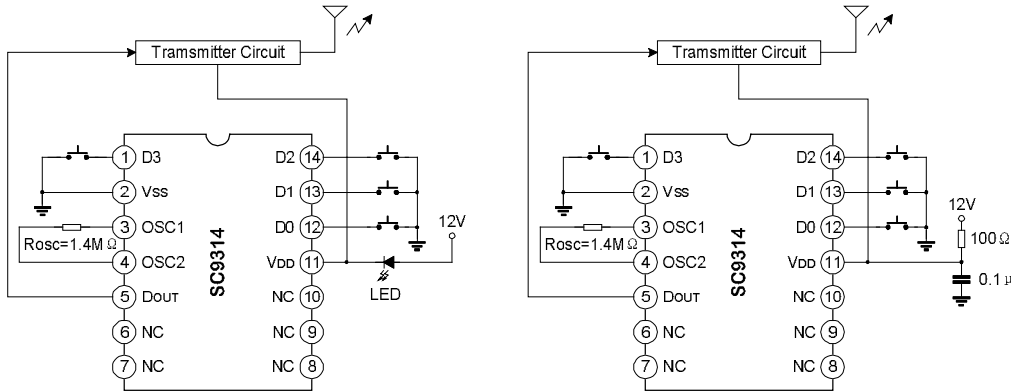 Tramsmitter Circuit
1 D3
2 Vss
3 OSC1
Rosc=1.4MΩ
4 OSC2
5 DOUT
6 NC
7 NC
SC9314
D2 14
D1 13
D0 12
VDD 11
NC 10
NC 9
NC 8
12V
LED
Tramsmitter Circuit
1 D3
2 Vss
3 OSC1
Rosc=1.4MΩ
4 OSC2
5 DOUT
6 NC
7 NC
SC9314
D2 14
D1 13
D0 12
VDD 11
NC 10
NC 9
NC 8
12V
100Ω
0.1μ